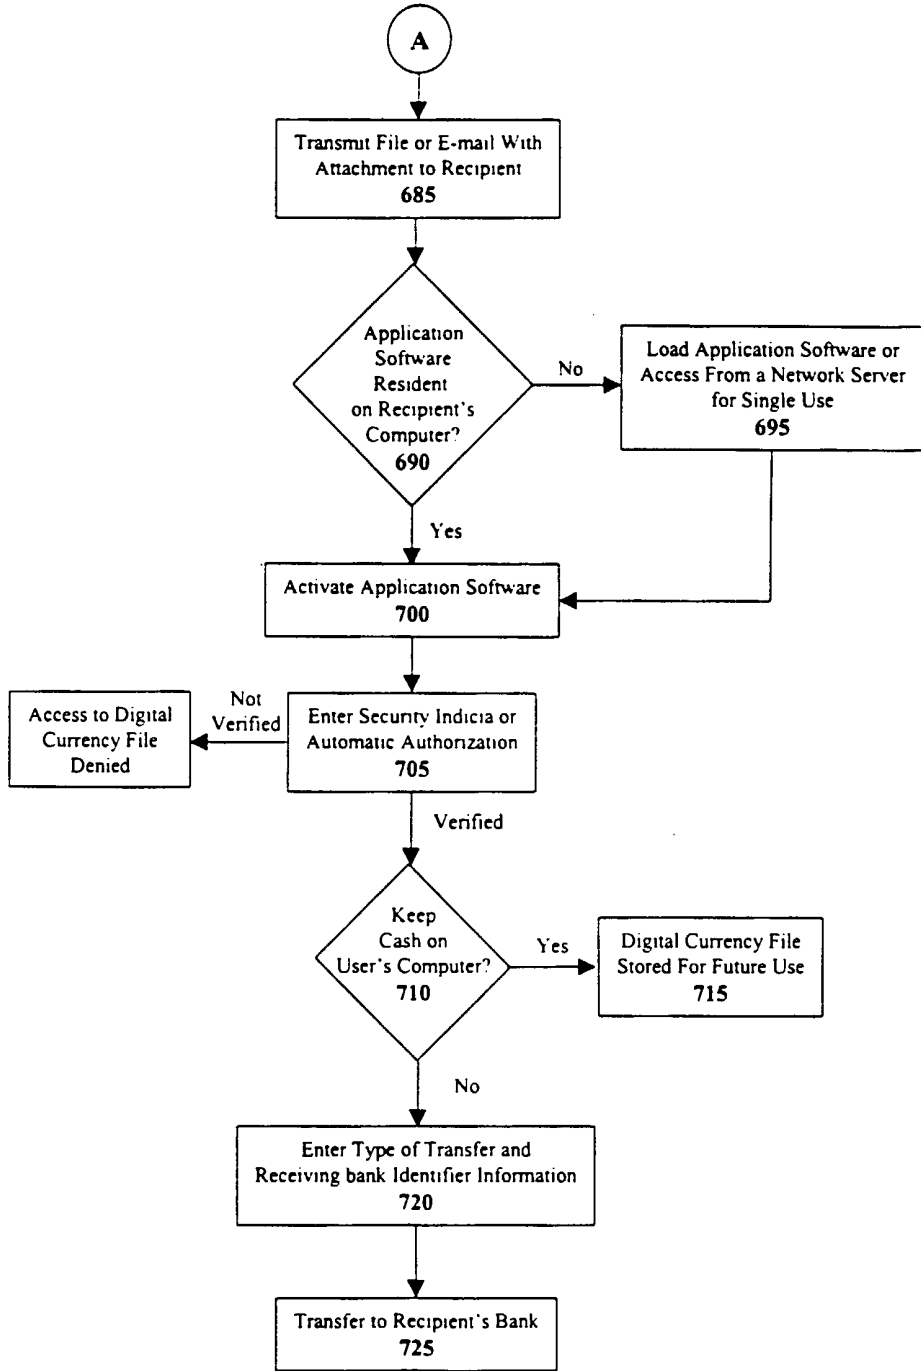 A
Transmit File or E-mail With
Attachment to Recipient
685
Application
Software
Resident
on Recipient's
Computer?
690
No
Load Application Software or
Access From a Network Server
for Single Use
695
Yes
Activate Application Software
700
Not
Verified
Access to Digital
Currency File
Denied
Enter Security Indicia or
Automatic Authorization
705
Verified
Keep
Cash on
User's Computer?
710
Yes
Digital Currency File
Stored For Future Use
715
No
Enter Type of Transfer and
Receiving bank Identifier Information
720
Transfer to Recipient's Bank
725